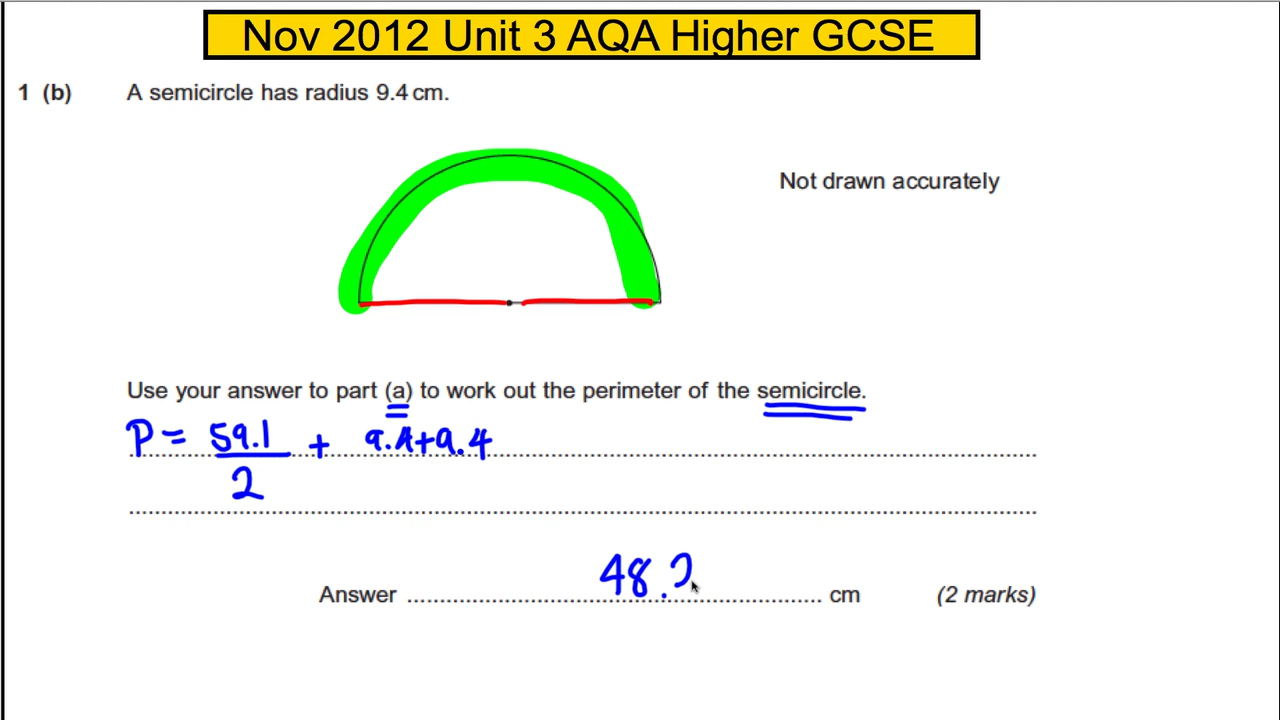 Nov 2012 Unit 3 AQA Higher GCSE
1 (b) A semicircle has radius 9.4 cm.
Not drawn accurately
Use your answer to part (a) to work out the perimeter of the semicircle.
P = 59.1 + 9.4+9.4
2
Answer 48.2 cm (2 marks)